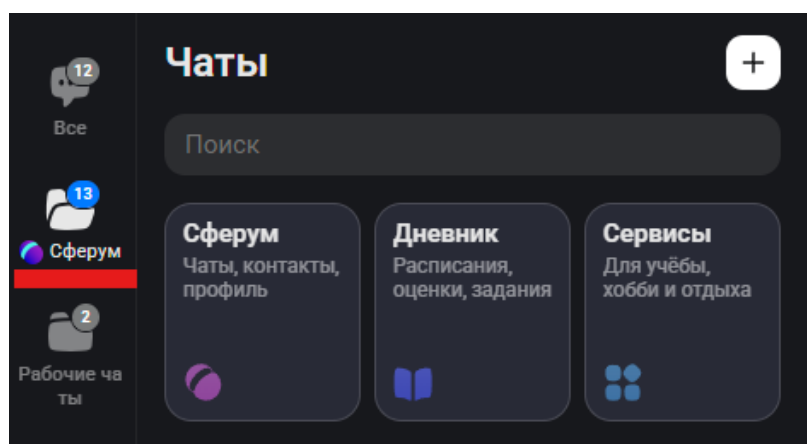 12
Все
13
Сферум
2
Рабочие ча
ты
Чаты
+
Поиск
Сферум
Чаты, контакты,
профиль
Дневник
Расписания,
оценки, задания
Сервисы
Для учёбы,
хобби и отдыха